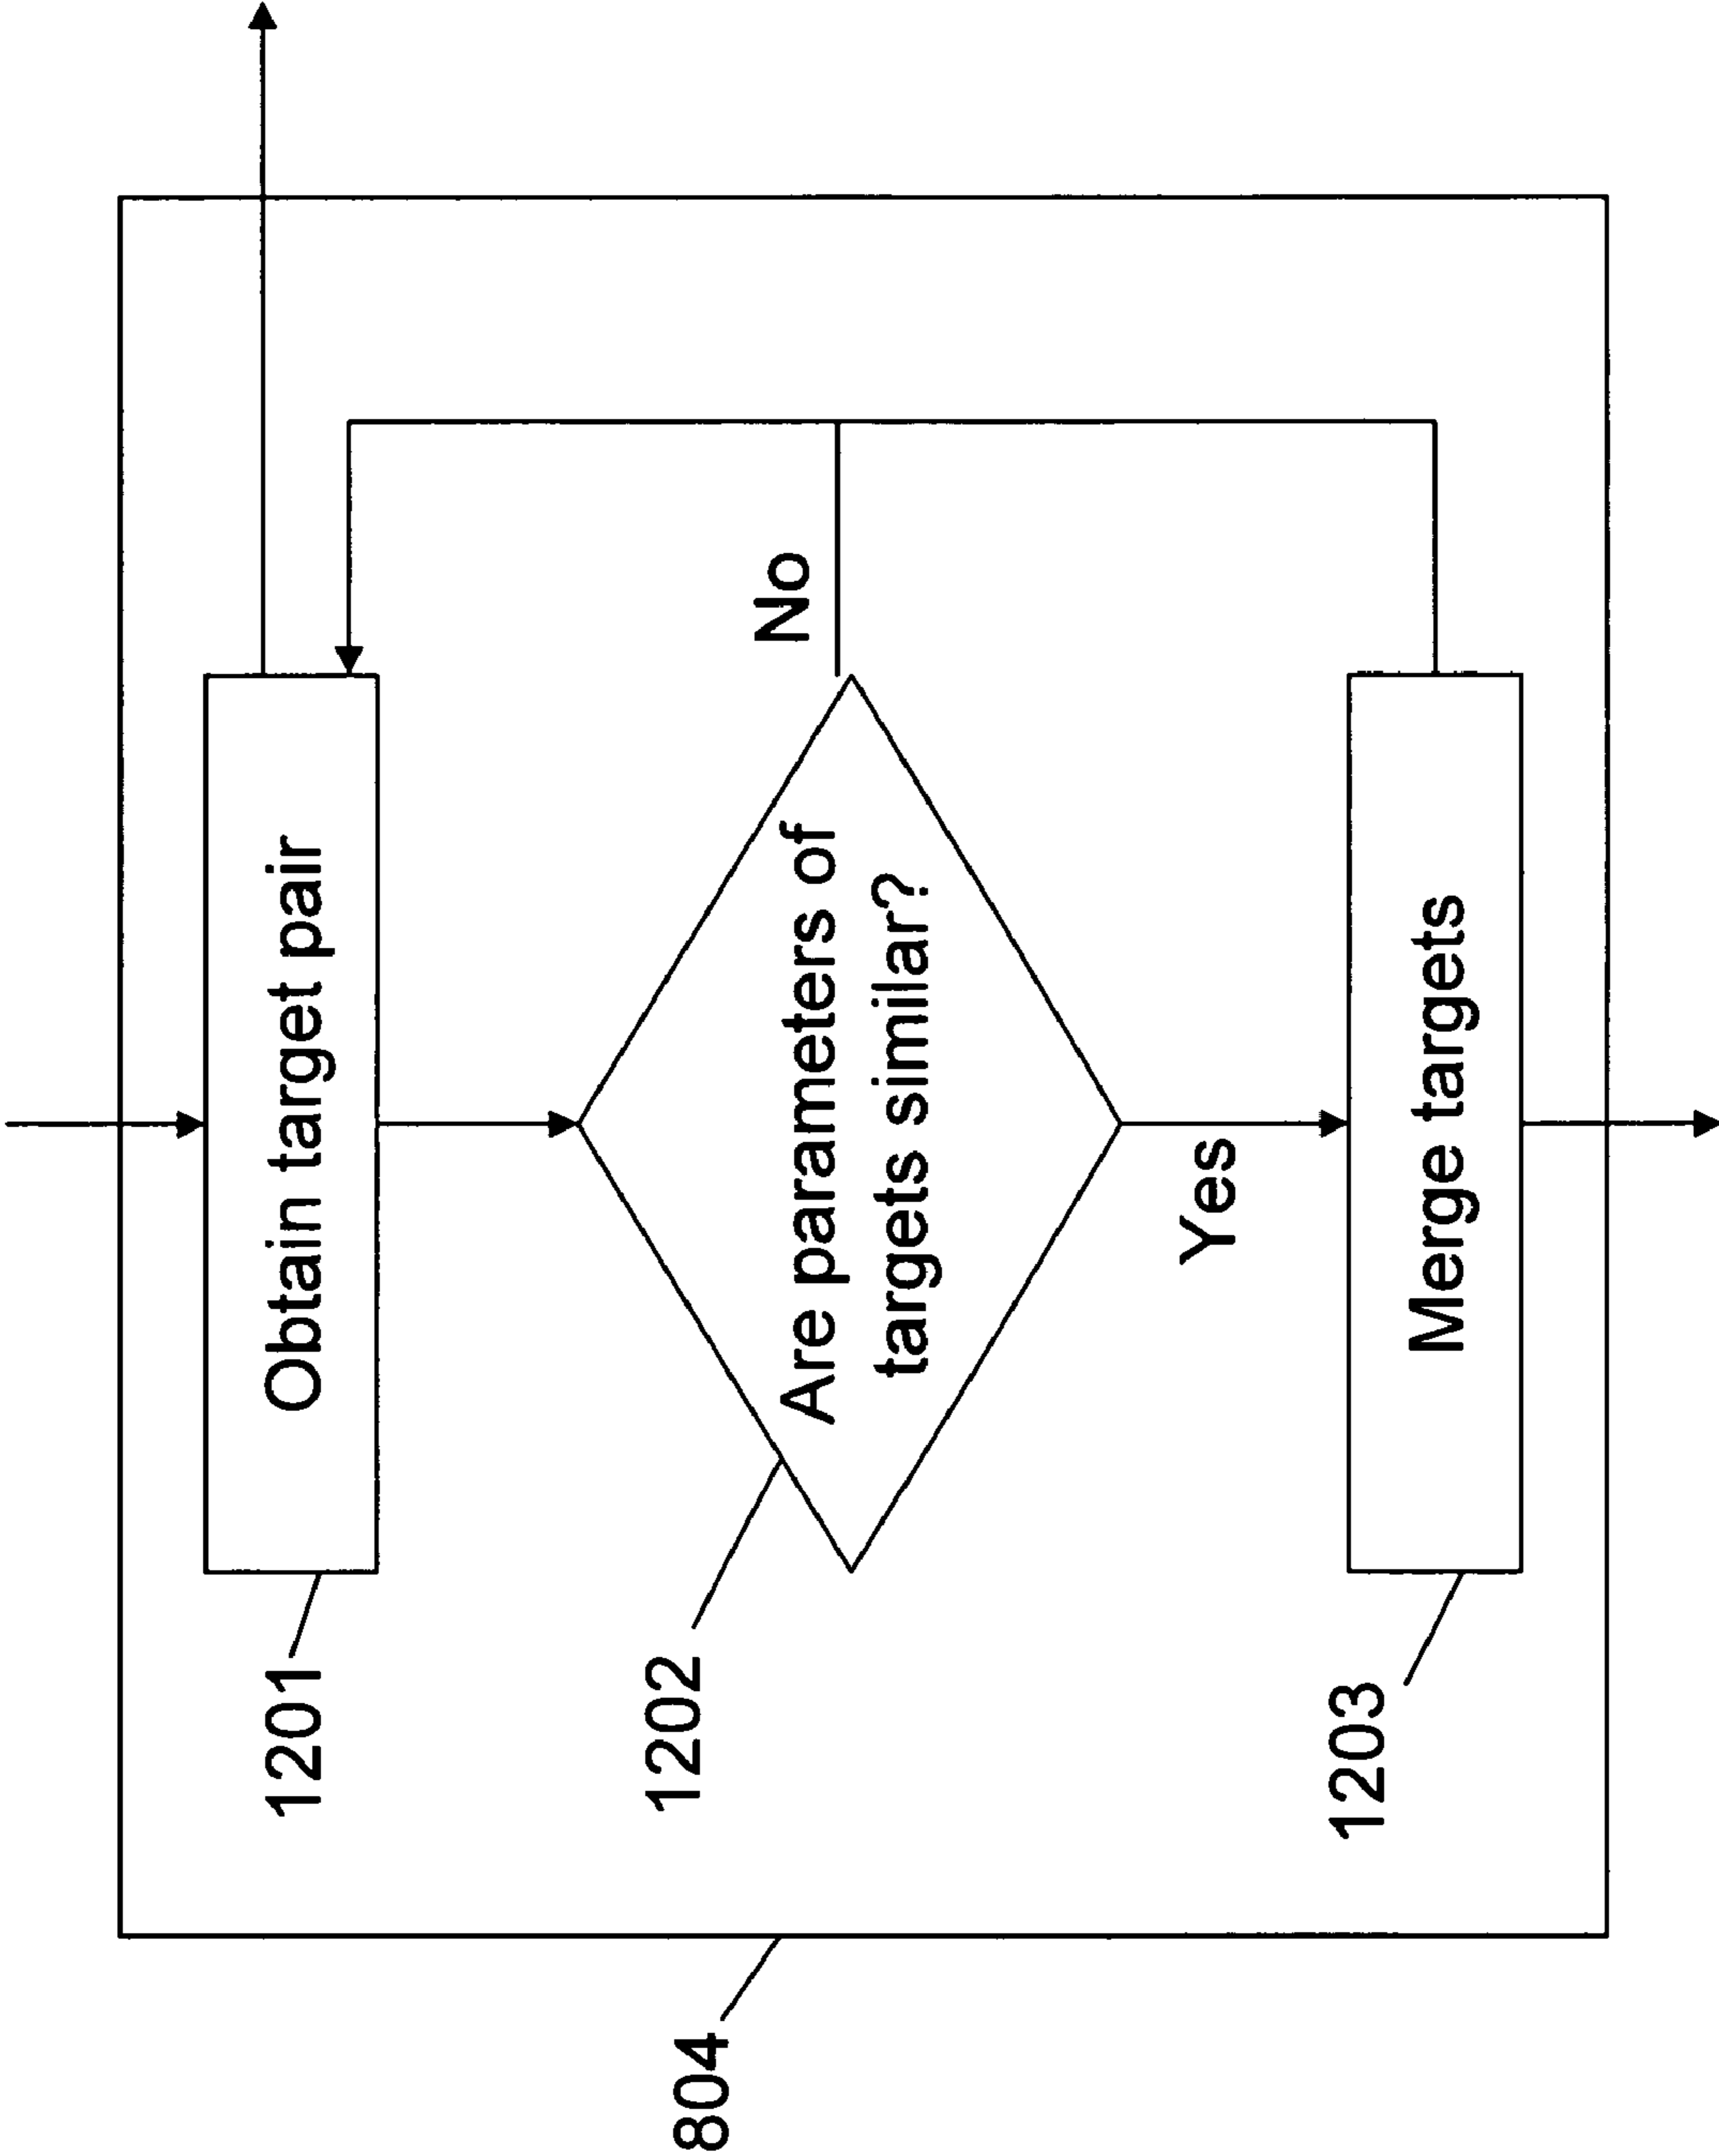 Obtain target pair
1201
Are parameters of
targets similar?
No
1202
Yes
Merge targets
1203
804